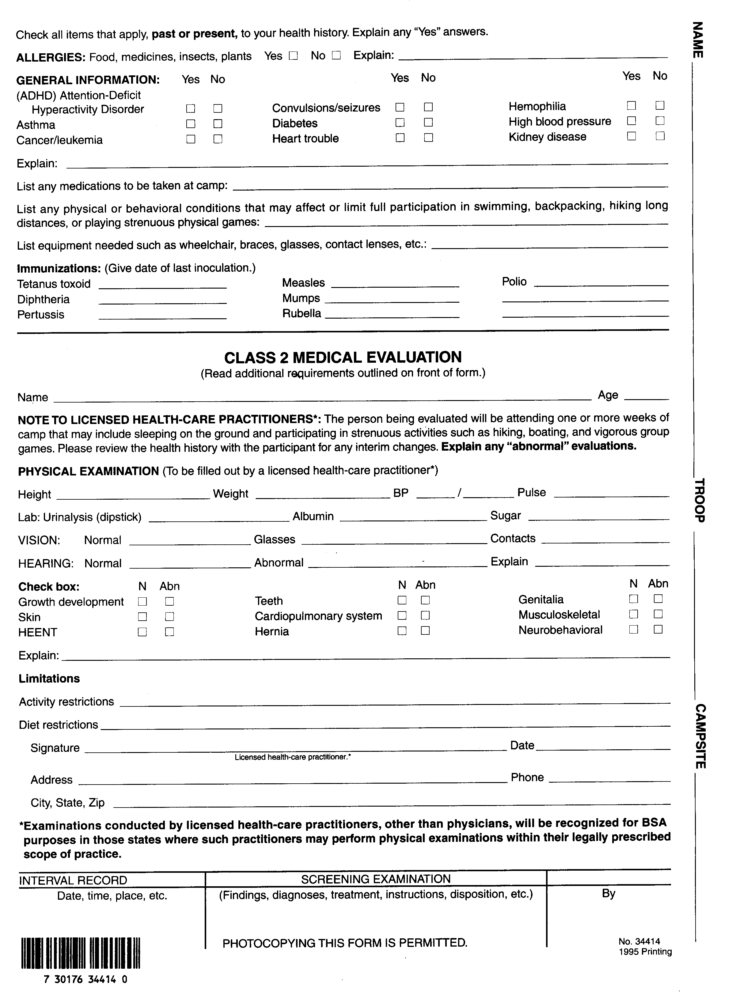 Check all items that apply, past or present, to your health history. Explain any “Yes” answers.
ALLERGIES: Food, medicines, insects, plants Yes ☐ No ☐ Explain:
GENERAL INFORMATION: Yes No Yes No Yes No
(ADHD) Attention-Deficit
Hyperactivity Disorder ☐ ☐ Convulsions/seizures ☐ ☐ Hemophilia ☐ ☐
Asthma ☐ ☐ Diabetes ☐ ☐ High blood pressure ☐ ☐
Cancer/leukemia ☐ ☐ Heart trouble ☐ ☐ Kidney disease ☐ ☐
Explain:
List any medications to be taken at camp:
List any physical or behavioral conditions that may affect or limit full participation in swimming, backpacking, hiking long
distances, or playing strenuous physical games:
List equipment needed such as wheelchair, braces, glasses, contact lenses, etc.:
Immunizations: (Give date of last inoculation.)
Tetanus toxoid Measles Polio
Diphtheria Mumps
Pertussis Rubella
CLASS 2 MEDICAL EVALUATION
(Read additional requirements outlined on front of form.)
Name Age
NOTE TO LICENSED HEALTH-CARE PRACTITIONERS*: The person being evaluated will be attending one or more weeks of
camp that may include sleeping on the ground and participating in strenuous activities such as hiking, boating, and vigorous group
games. Please review the health history with the participant for any interim changes. Explain any “abnormal” evaluations.
PHYSICAL EXAMINATION (To be filled out by a licensed health-care practitioner*)
Height Weight BP / Pulse
Lab: Urinalysis (dipstick) Albumin Sugar
VISION: Normal Glasses Contacts
HEARING: Normal Abnormal Explain
Check box: N Abn N Abn N Abn
Growth development ☐ ☐ Teeth ☐ ☐ Genitalia ☐ ☐
Skin ☐ ☐ Cardiopulmonary system ☐ ☐ Musculoskeletal ☐ ☐
HEENT ☐ ☐ Hernia ☐ ☐ Neurobehavioral ☐ ☐
Explain:
Limitations
Activity restrictions
Diet restrictions
Signature Date
Licensed health-care practitioner.*
Address Phone
City, State, Zip
*Examinations conducted by licensed health-care practitioners, other than physicians, will be recognized for BSA
purposes in those states where such practitioners may perform physical examinations within their legally prescribed
scope of practice.
INTERVAL RECORD SCREENING EXAMINATION
Date, time, place, etc. (Findings, diagnoses, treatment, instructions, disposition, etc.) By
PHOTOCOPYING THIS FORM IS PERMITTED. No. 34414
1995 Printing
7 30176 34414 0
NAME
TROOP
CAMPSITE